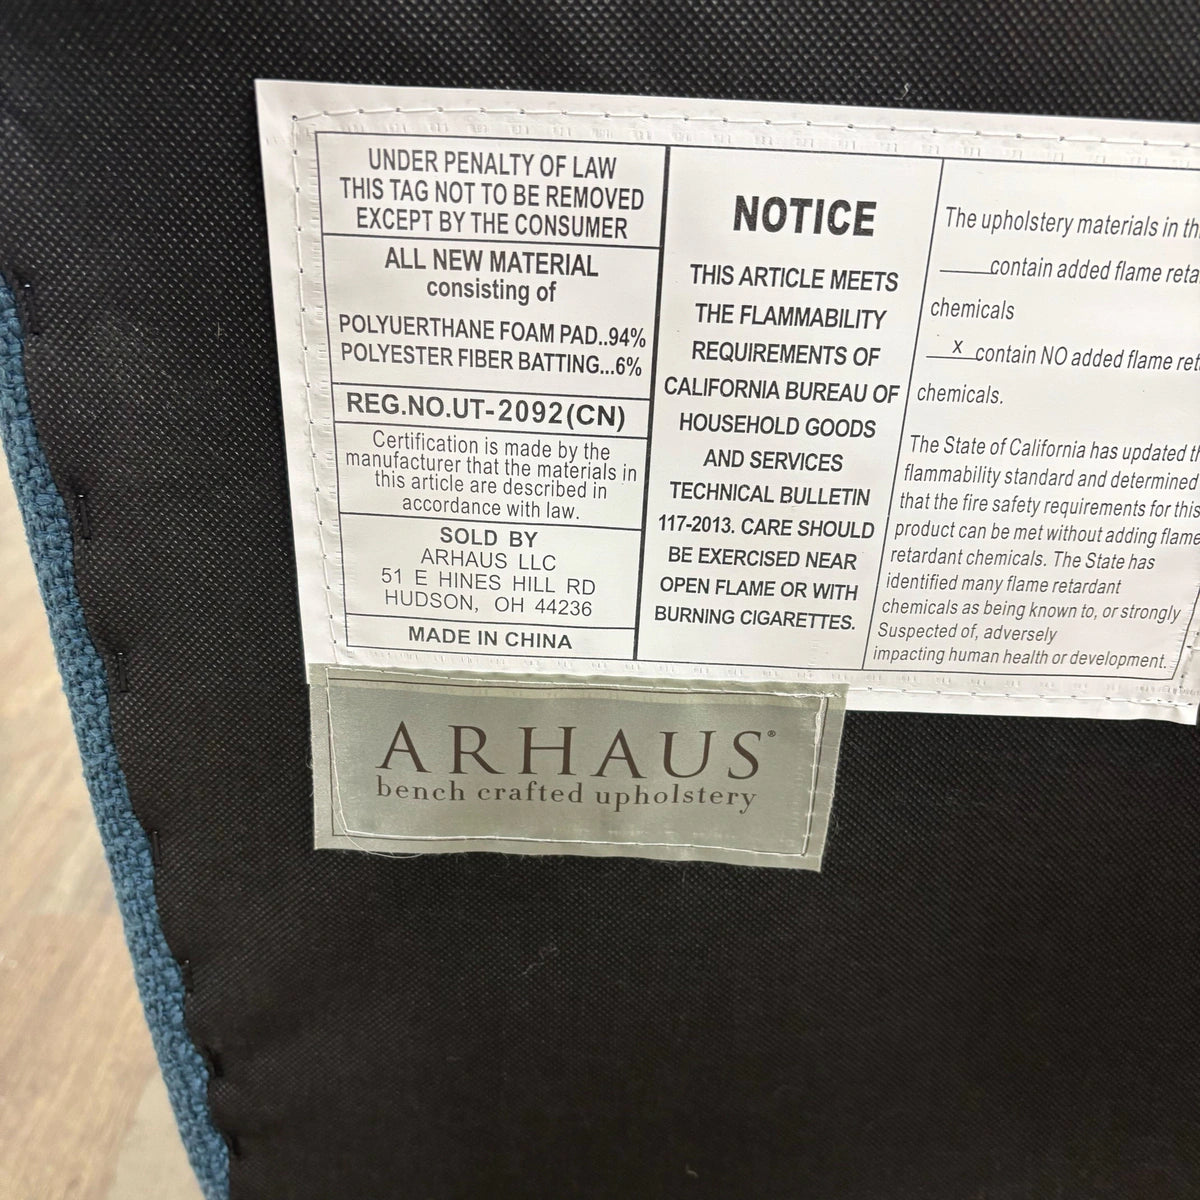 UNDER PENALTY OF LAW
THIS TAG NOT TO BE REMOVED
EXCEPT BY THE CONSUMER
ALL NEW MATERIAL
consisting of
POLYUERTHANE FOAM PAD..94%
POLYESTER FIBER BATTING...6%
REG.NO.UT-2092(CN)
Certification is made by the
manufacturer that the materials in
this article are described in
accordance with law.
SOLD BY
ARHAUS LLC
51 E HINES HILL RD
HUDSON, OH 44236
MADE IN CHINA
NOTICE
THIS ARTICLE MEETS
THE FLAMMABILITY
REQUIREMENTS OF
CALIFORNIA BUREAU OF
HOUSEHOLD GOODS
AND SERVICES
TECHNICAL BULLETIN
117-2013. CARE SHOULD
BE EXERCISED NEAR
OPEN FLAME OR WITH
BURNING CIGARETTES.
The upholstery materials in
contain added flame
chemicals
x contain NO added flame
chemicals.
The State of California has updated
flammability standard and determined
that the fire safety requirements for this
product can be met without adding flame
retardant chemicals. The State has
identified many flame retardant
chemicals as being known to, or strongly
Suspected of, adversely
impacting human health or development.
ARHAUS®
bench crafted upholstery